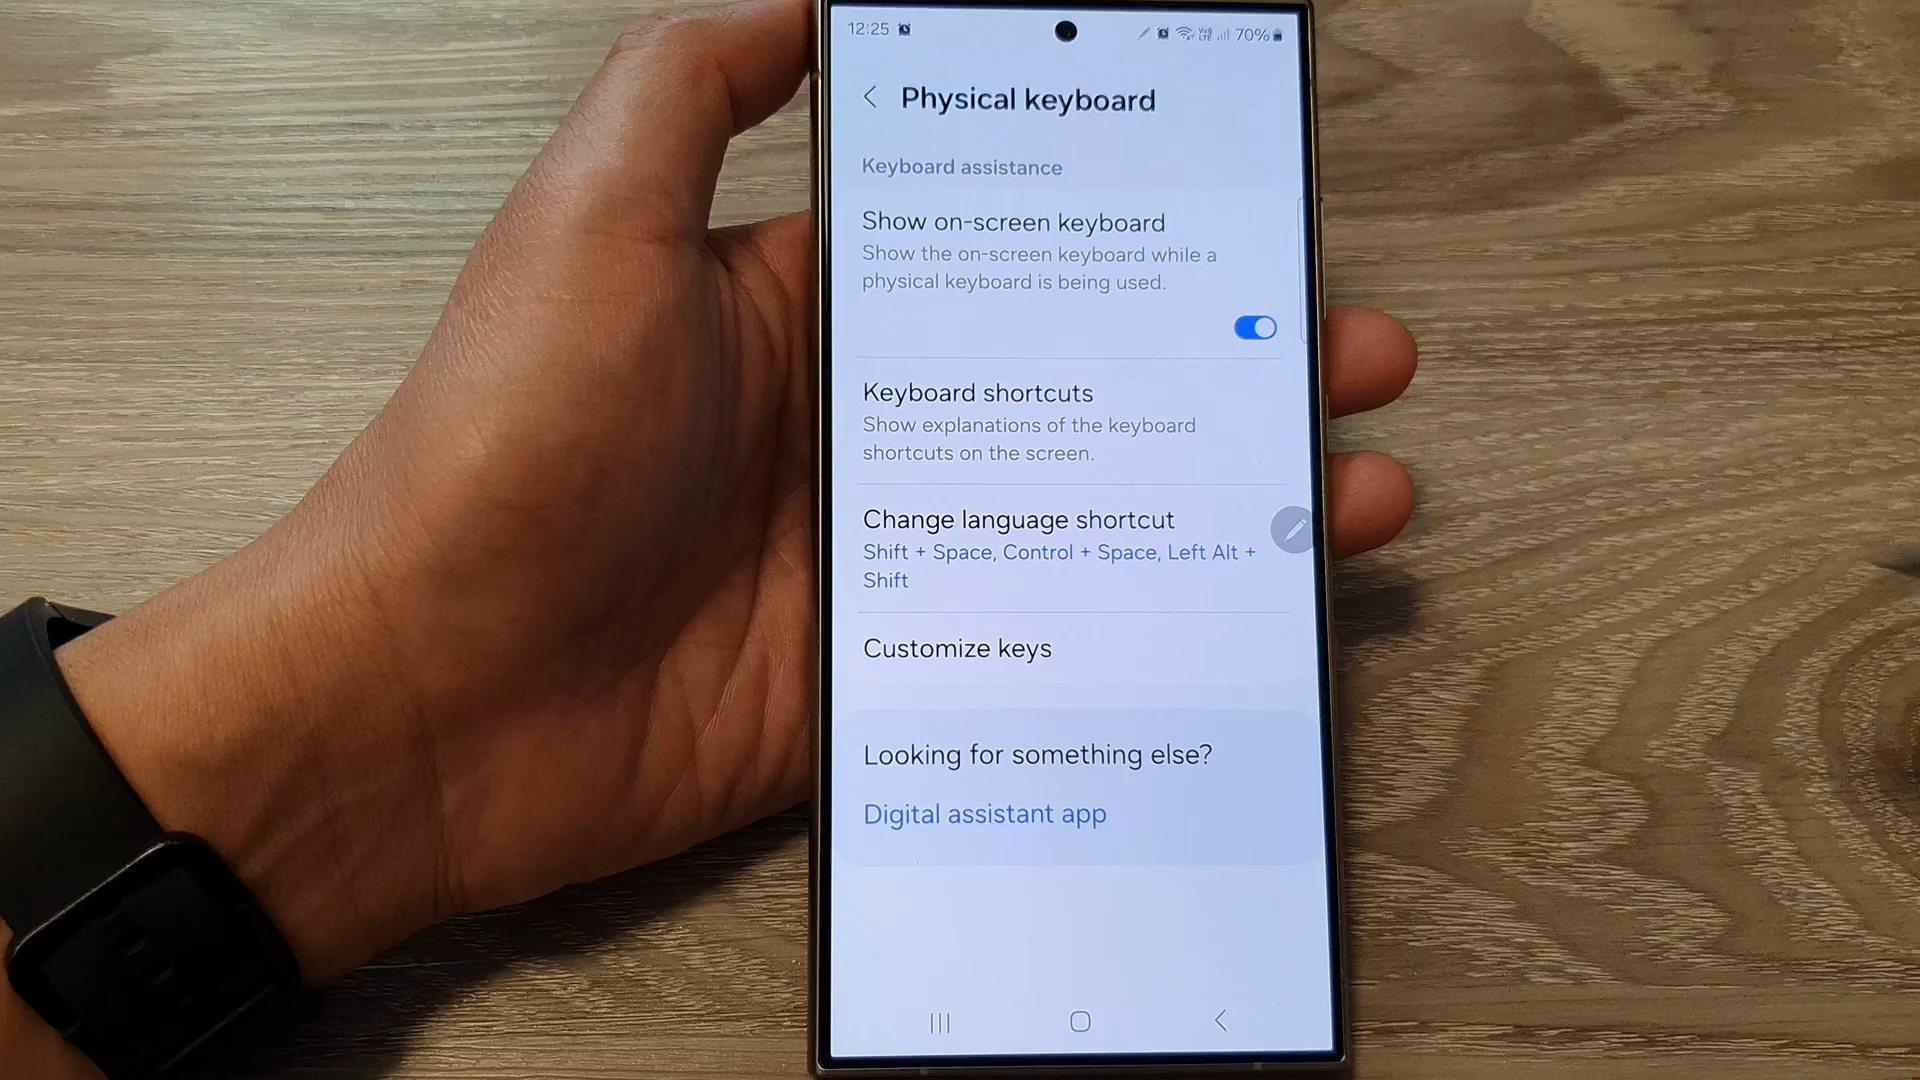 12:25
Vo)) LTE 70%
Physical keyboard
Keyboard assistance
Show on-screen keyboard
Show the on-screen keyboard while a
physical keyboard is being used.
Keyboard shortcuts
Show explanations of the keyboard
shortcuts on the screen.
Change language shortcut
Shift + Space, Control + Space, Left Alt +
Shift
Customize keys
Looking for something else?
Digital assistant app